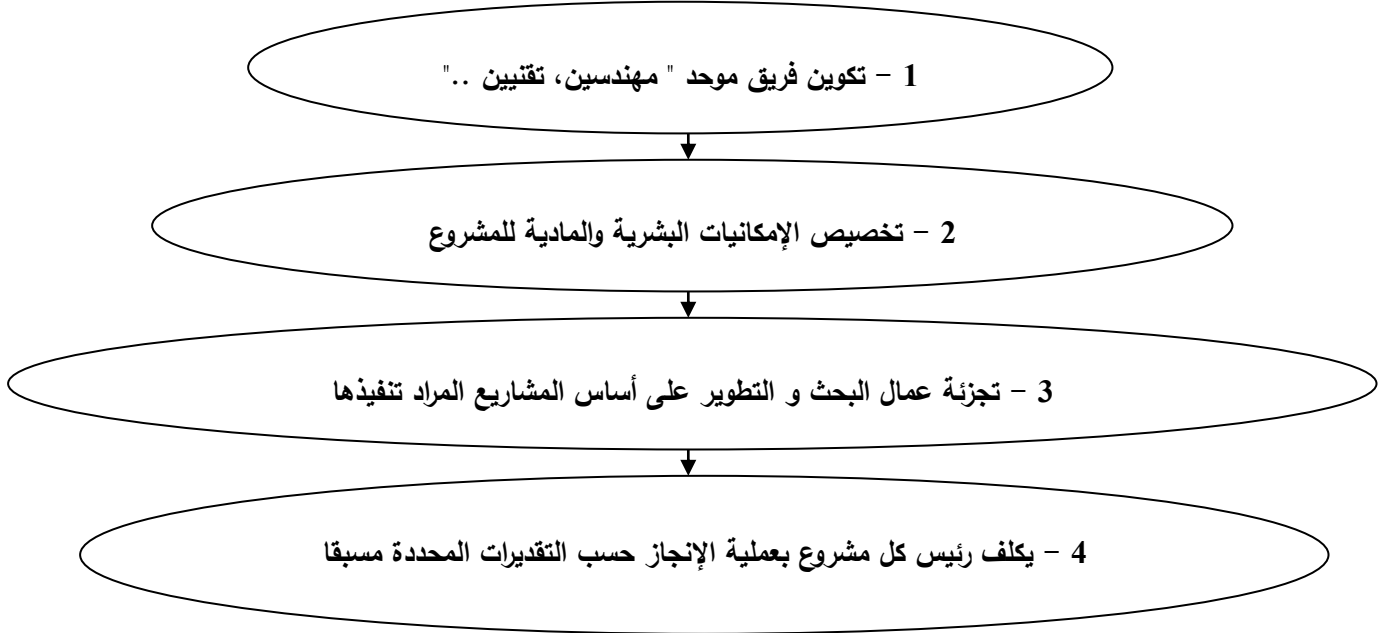 1 - تكوين فريق موحد " مهندسين، تقنيين .."
2 - تخصيص الإمكانيات البشرية والمادية للمشروع
3 - تجزئة عمال البحث و التطوير على أساس المشاريع المراد تنفيذها
4 - يكلف رئيس كل مشروع بعملية الإنجاز حسب التقديرات المحددة مسبقا